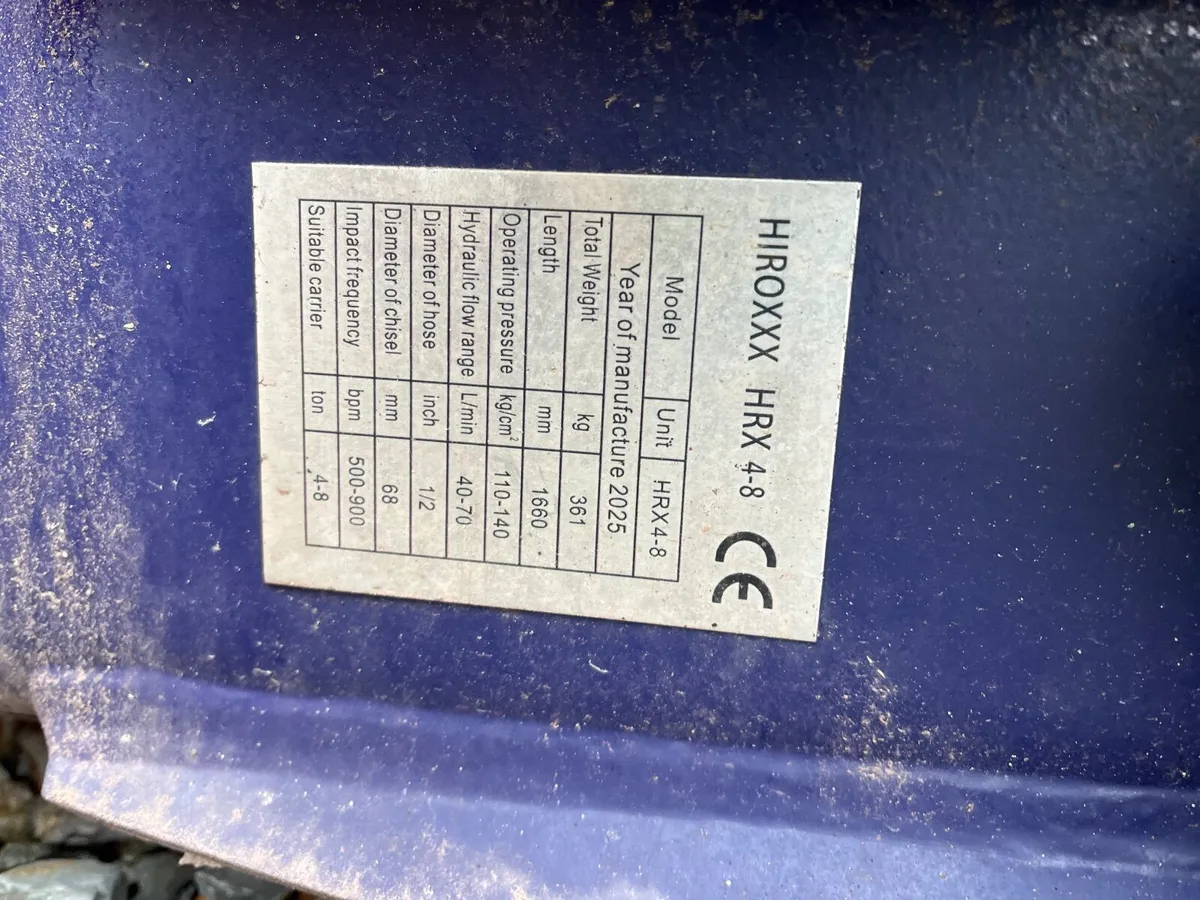 HIROXXX HRX 4-8 CE
Model Unit HRX4-8
Year of manufacture 2025
Total Weight kg 361
Length mm 1660
Operating pressure kg/cm² 110-140
Hydraulic flow range L/min 40-70
Diameter of hose inch 1/2
Diameter of chisel mm 68
Impact frequency bpm 500-900
Suitable carrier ton 4-8